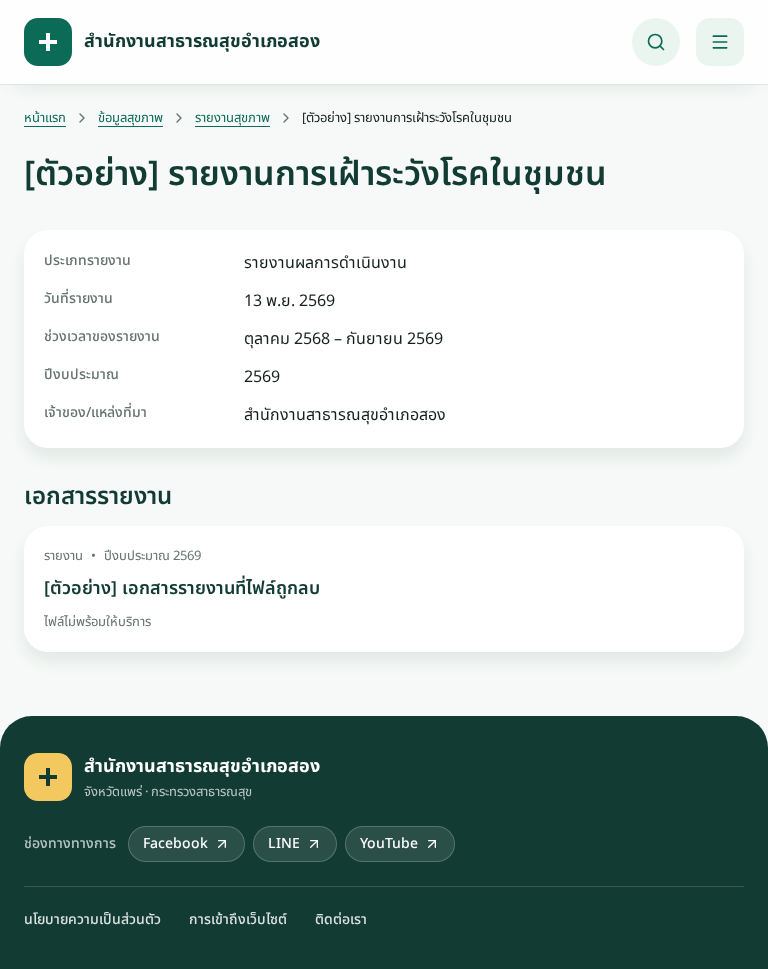 สำนักงานสาธารณสุขอำเภอสอง
หน้าแรก > ข้อมูลสุขภาพ > รายงานสุขภาพ > [ตัวอย่าง] รายงานการเฝ้าระวังโรคในชุมชน
[ตัวอย่าง] รายงานการเฝ้าระวังโรคในชุมชน
ประเภทรายงาน รายงานผลการดำเนินงาน
วันที่รายงาน 13 พ.ย. 2569
ช่วงเวลาของรายงาน ตุลาคม 2568 – กันยายน 2569
ปีงบประมาณ 2569
เจ้าของ/แหล่งที่มา สำนักงานสาธารณสุขอำเภอสอง
เอกสารรายงาน
รายงาน • ปีงบประมาณ 2569
[ตัวอย่าง] เอกสารรายงานที่ไฟล์ถูกลบ
ไฟล์ไม่พร้อมให้บริการ
สำนักงานสาธารณสุขอำเภอสอง
จังหวัดแพร่ · กระทรวงสาธารณสุข
ช่องทางทางการ Facebook LINE YouTube
นโยบายความเป็นส่วนตัว การเข้าถึงเว็บไซต์ ติดต่อเรา